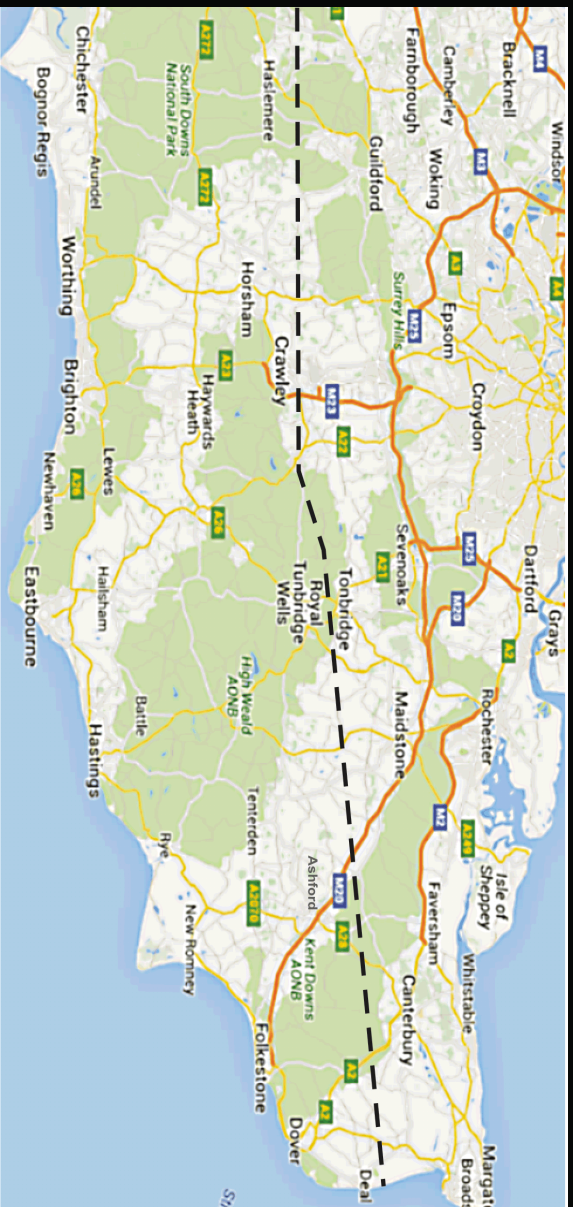 Windsor
A4
Grays
M4
Dartford
Bracknell
A2
Isle of
Sheppey
Margat
Broads
Rochester
M3
Croydon
M25
A249
Whitstable
M20
A3
Camberley
Epsom
M2
Woking
Faversham
M25
Farnborough
Canterbury
Sevenoaks
Maidstone
Surrey Hills
A21
Guildford
Deal
A2
Tonbridge
A22
A28
M20
1
M23
A2
Royal
Tunbridge
Wells
Ashford
Kent Downs
AONB
Dover
Crawley
Haslemere
Folkestone
A2070
Tenterden
Horsham
High Weald
AONB
A23
A26
A272
A272
Haywards
Heath
New Romney
South Downs
National Park
Rye
Battle
Lewes
Hailsham
Arundel
Hastings
Chichester
A26
Brighton
Worthing
Newhaven
Bognor Regis
Eastbourne